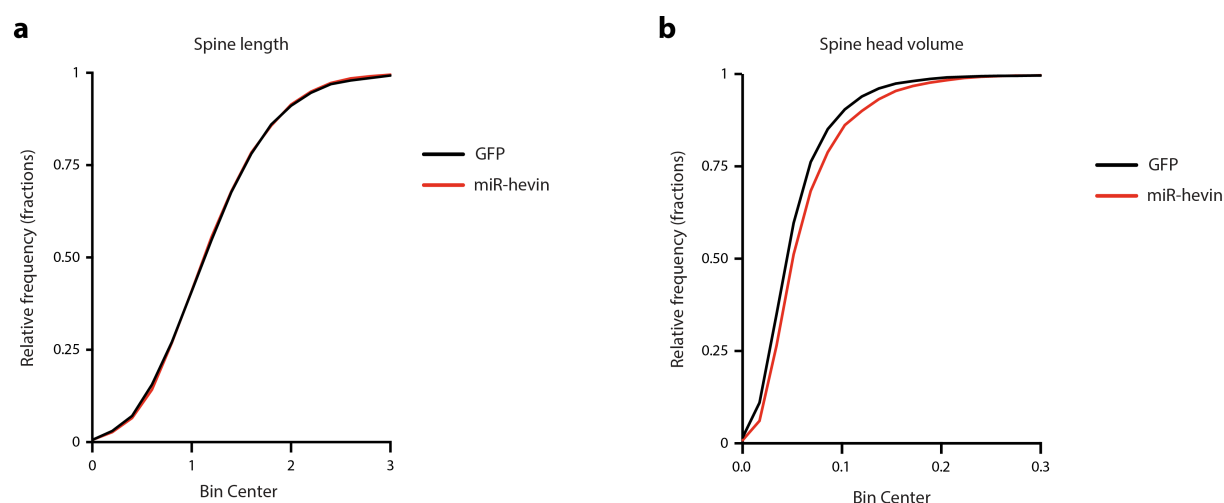 a
Spine length
1
0.75
0.50
0.25
0
Relative frequency (fractions)
0
1
2
3
Bin Center
GFP
miR-hevin
b
Spine head volume
1
0.75
0.50
0.25
0
Relative frequency (fractions)
0.0
0.1
0.2
0.3
Bin Center
GFP
miR-hevin